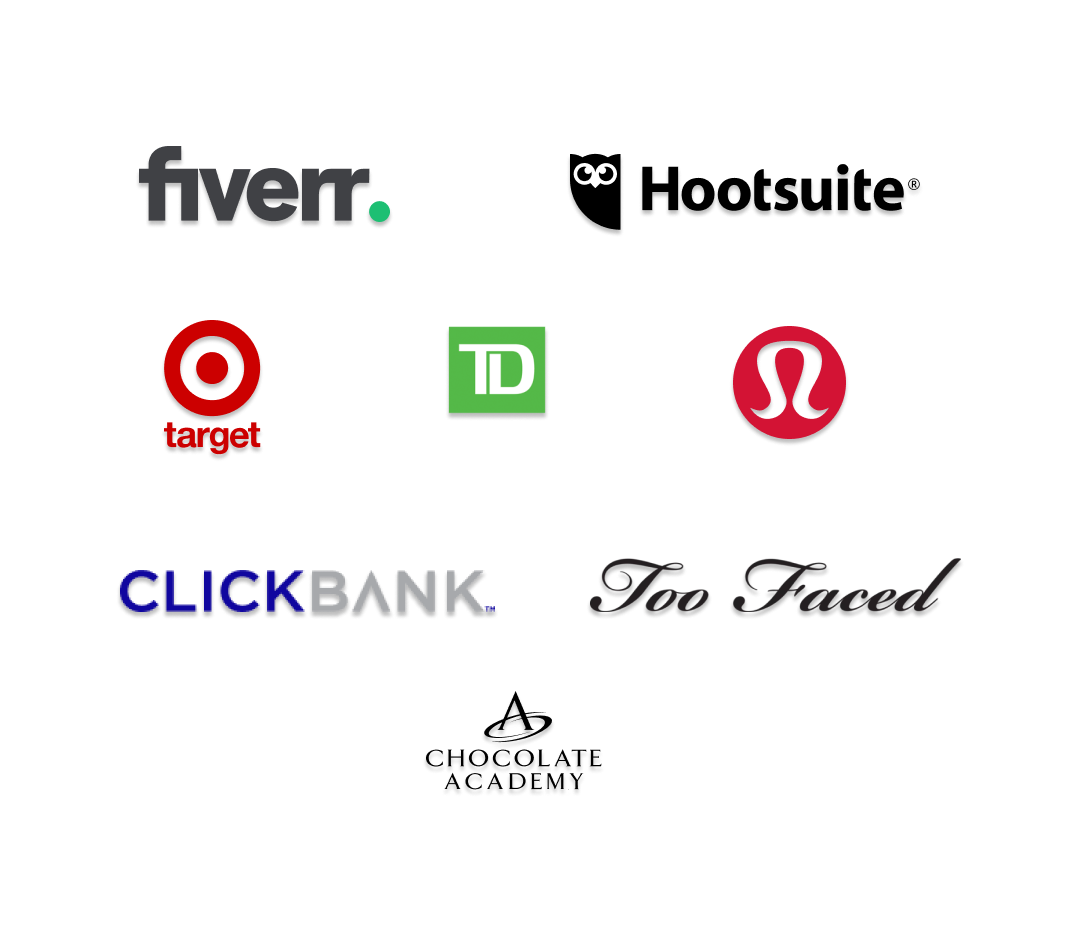 fiverr.
Hootsuite®
target
TD
CLICKBANK™
Too Faced
A
CHOCOLATE
ACADEMY